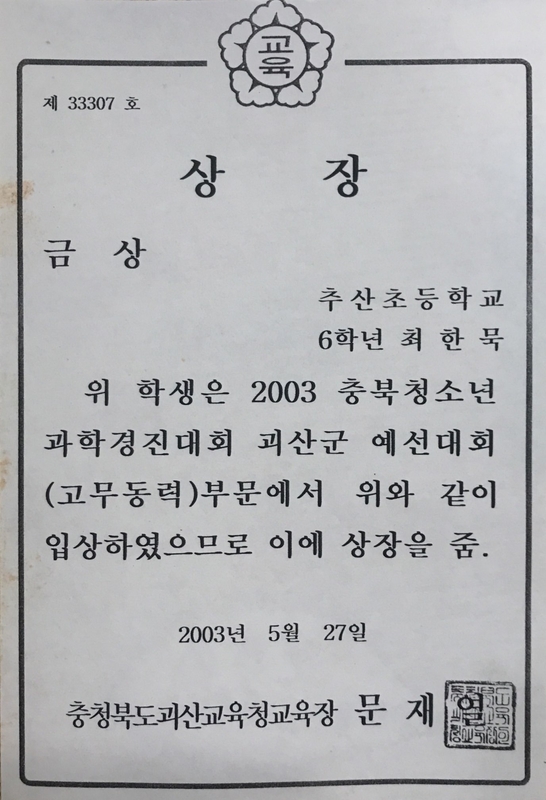 교육
제 33307 호
상 장
금 상
추산초등학교
6학년 최 한 묵
위 학생은 2003 충북청소년
과학경진대회 괴산군 예선대회
(고무동력)부문에서 위와 같이
입상하였으므로 이에 상장을 줌.
2003년 5월 27일
충청북도괴산교육청교육장 문 재 열